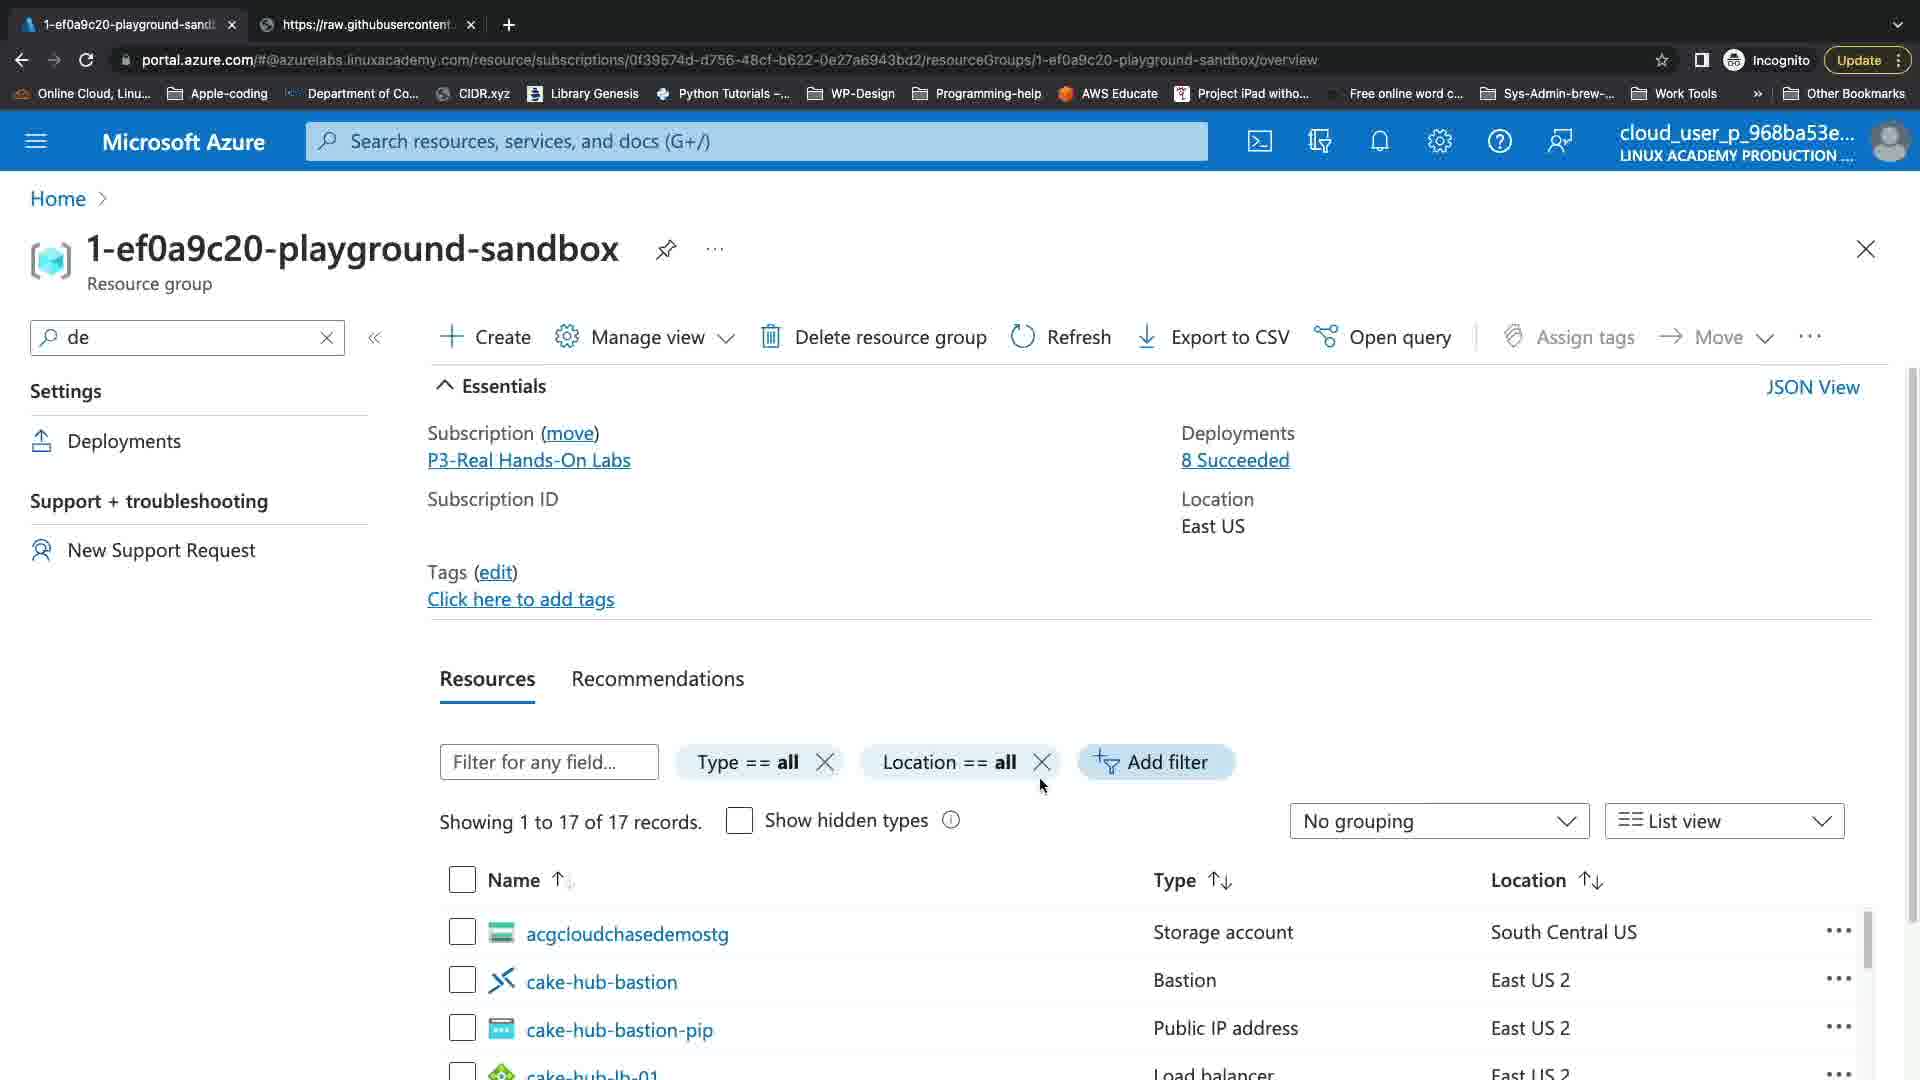 1-ef0a9c20-playground-sand
https://raw.githubusercontent.
portal.azure.com/#@azurelabs.linuxacademy.com/resource/subscriptions/0f39574d-d756-48cf-b622-0e27a6943bd2/resourceGroups/1-ef0a9c20-playground-sandbox/overview
Incognito
Update
Online Cloud, Linu...
Apple-coding
Department of Co...
CIDR.xyz
Library Genesis
Python Tutorials –...
WP-Design
Programming-help
AWS Educate
Project iPad witho...
Free online word c...
Sys-Admin-brew-...
Work Tools
»
Other Bookmarks
Microsoft Azure
Search resources, services, and docs (G+/)
cloud_user_p_968ba53e...
LINUX ACADEMY PRODUCTION ...
Home
1-ef0a9c20-playground-sandbox
...
Resource group
de
Create
Manage view
Delete resource group
Refresh
Export to CSV
Open query
Assign tags
Move
...
Settings
Deployments
Support + troubleshooting
New Support Request
Essentials
JSON View
Subscription (move)
P3-Real Hands-On Labs
Subscription ID
Deployments
8 Succeeded
Location
East US
Tags (edit)
Click here to add tags
Resources
Recommendations
Filter for any field...
Type == all
Location == all
Add filter
Showing 1 to 17 of 17 records.
Show hidden types
No grouping
List view
Name
Type
Location
acgcloudchasedemostg
Storage account
South Central US
cake-hub-bastion
Bastion
East US 2
cake-hub-bastion-pip
Public IP address
East US 2
cake-hub-lb-01
Load balancer
East US 2